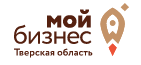 мой
бизнес
Тверская область